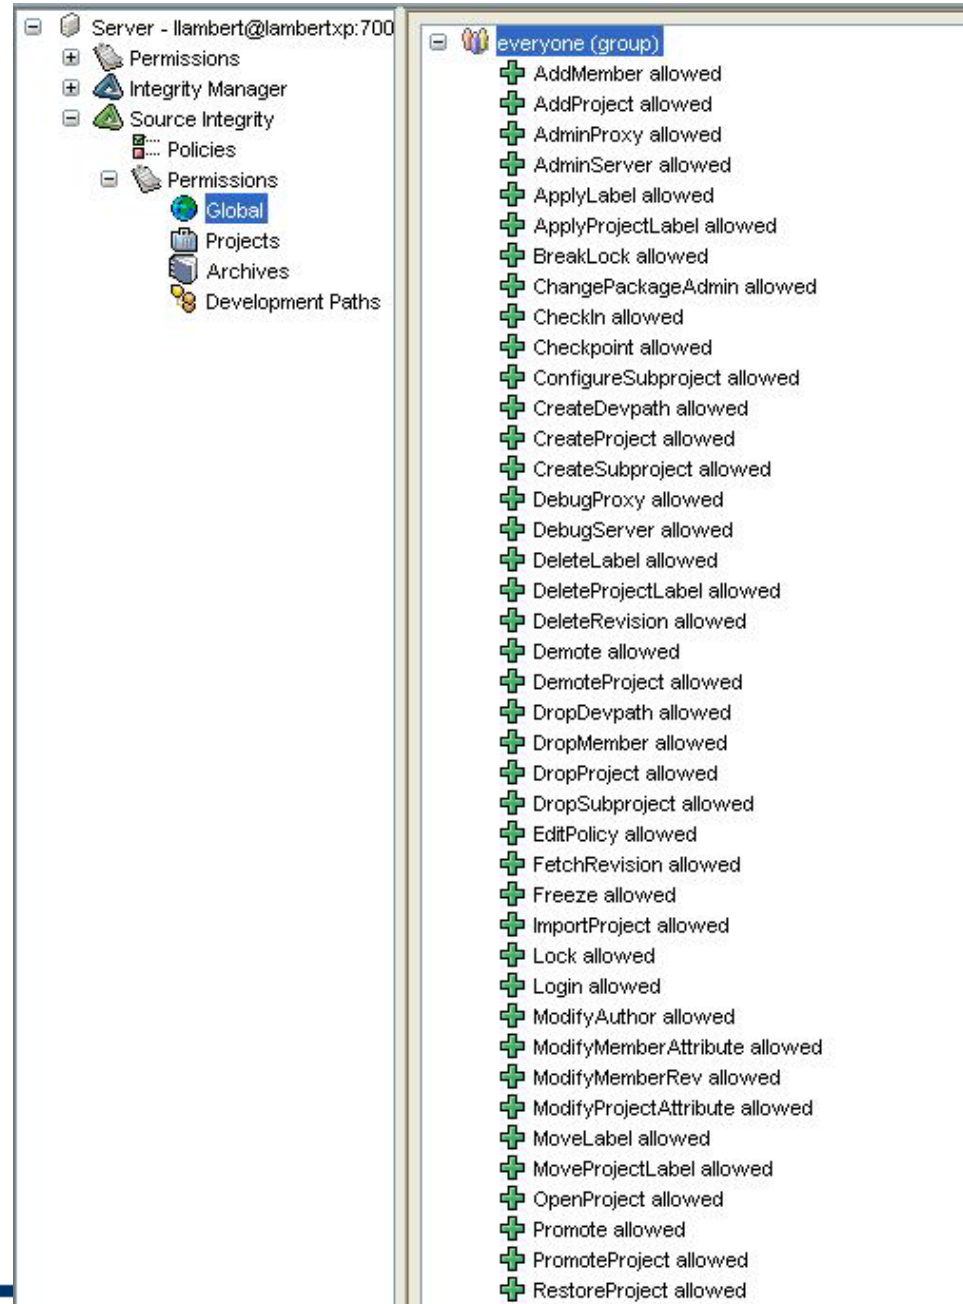 Server - llambert@lambertxp:700
Permissions
Integrity Manager
Source Integrity
Policies
Permissions
Global
Projects
Archives
Development Paths
everyone (group)
AddMember allowed
AddProject allowed
AdminProxy allowed
AdminServer allowed
ApplyLabel allowed
ApplyProjectLabel allowed
BreakLock allowed
ChangePackageAdmin allowed
CheckIn allowed
Checkpoint allowed
ConfigureSubproject allowed
CreateDevpath allowed
CreateProject allowed
CreateSubproject allowed
DebugProxy allowed
DebugServer allowed
DeleteLabel allowed
DeleteProjectLabel allowed
DeleteRevision allowed
Demote allowed
DemoteProject allowed
DropDevpath allowed
DropMember allowed
DropProject allowed
DropSubproject allowed
EditPolicy allowed
FetchRevision allowed
Freeze allowed
ImportProject allowed
Lock allowed
Login allowed
ModifyAuthor allowed
ModifyMemberAttribute allowed
ModifyMemberRev allowed
ModifyProjectAttribute allowed
MoveLabel allowed
MoveProjectLabel allowed
OpenProject allowed
Promote allowed
PromoteProject allowed
RestoreProject allowed